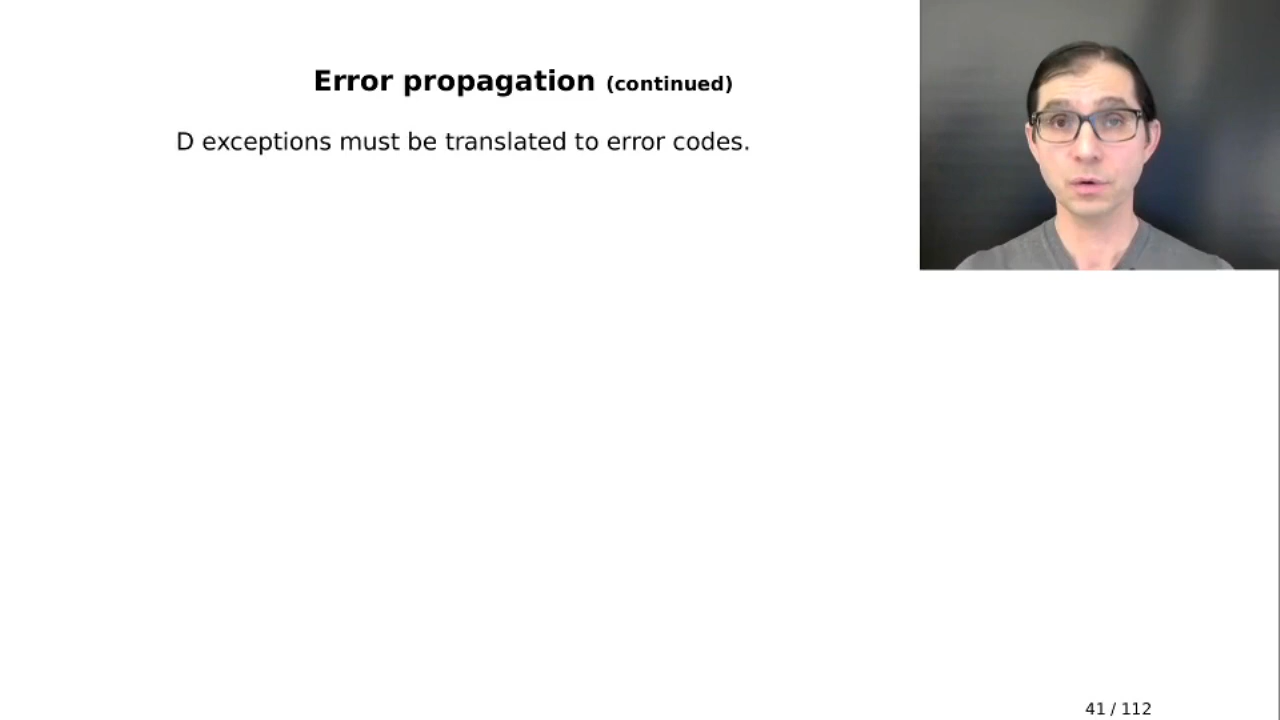 Error propagation (continued)
D exceptions must be translated to error codes.
41 / 112